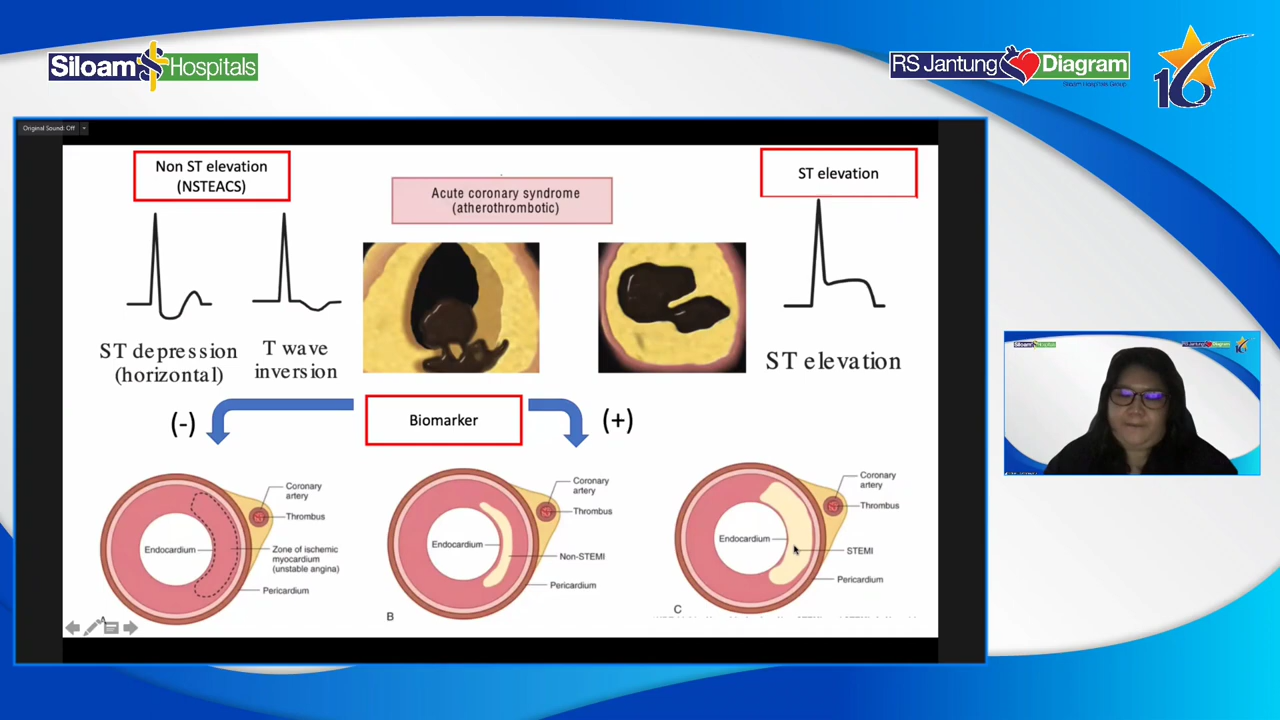 Siloam Hospitals
RS Jantung Diagram
Siloam Hospitals Group
16
Original Sound: Off
Non ST elevation
(NSTEACS)
Acute coronary syndrome
(atherothrombotic)
ST elevation
ST depression
(horizontal)
T wave
inversion
ST elevation
(-)
Biomarker
(+)
Coronary
artery
Thrombus
Endocardium
Zone of ischemic
myocardium
(unstable angina)
Pericardium
A
Coronary
artery
Thrombus
Endocardium
Non-STEMI
Pericardium
B
Coronary
artery
Thrombus
Endocardium
STEMI
Pericardium
C